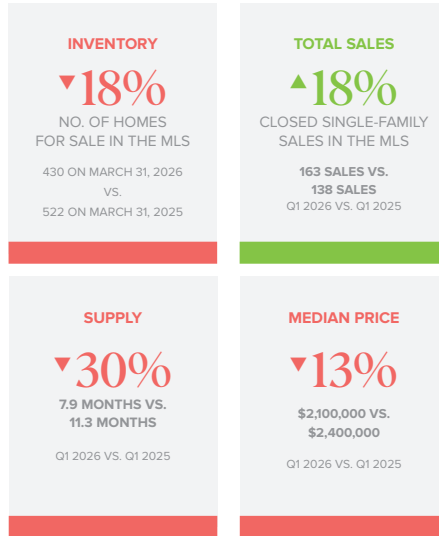 INVENTORY
▼18%
NO. OF HOMES
FOR SALE IN THE MLS
430 ON MARCH 31, 2026
VS.
522 ON MARCH 31, 2025
TOTAL SALES
▲18%
CLOSED SINGLE-FAMILY
SALES IN THE MLS
163 SALES VS.
138 SALES
Q1 2026 VS. Q1 2025
SUPPLY
▼30%
7.9 MONTHS VS.
11.3 MONTHS
Q1 2026 VS. Q1 2025
MEDIAN PRICE
▼13%
$2,100,000 VS.
$2,400,000
Q1 2026 VS. Q1 2025